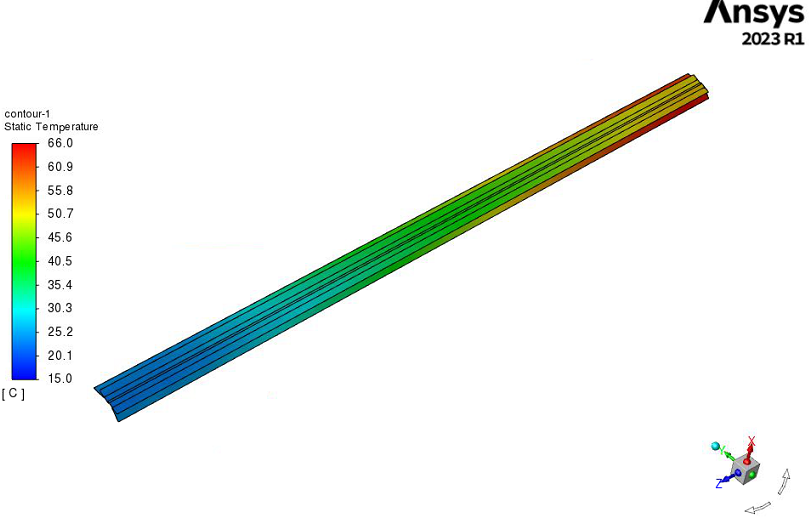 Ansys
2023 R1
contour-1
Static Temperature
66.0
60.9
55.8
50.7
45.6
40.5
35.4
30.3
25.2
20.1
15.0
[ C ]
X
Y
Z